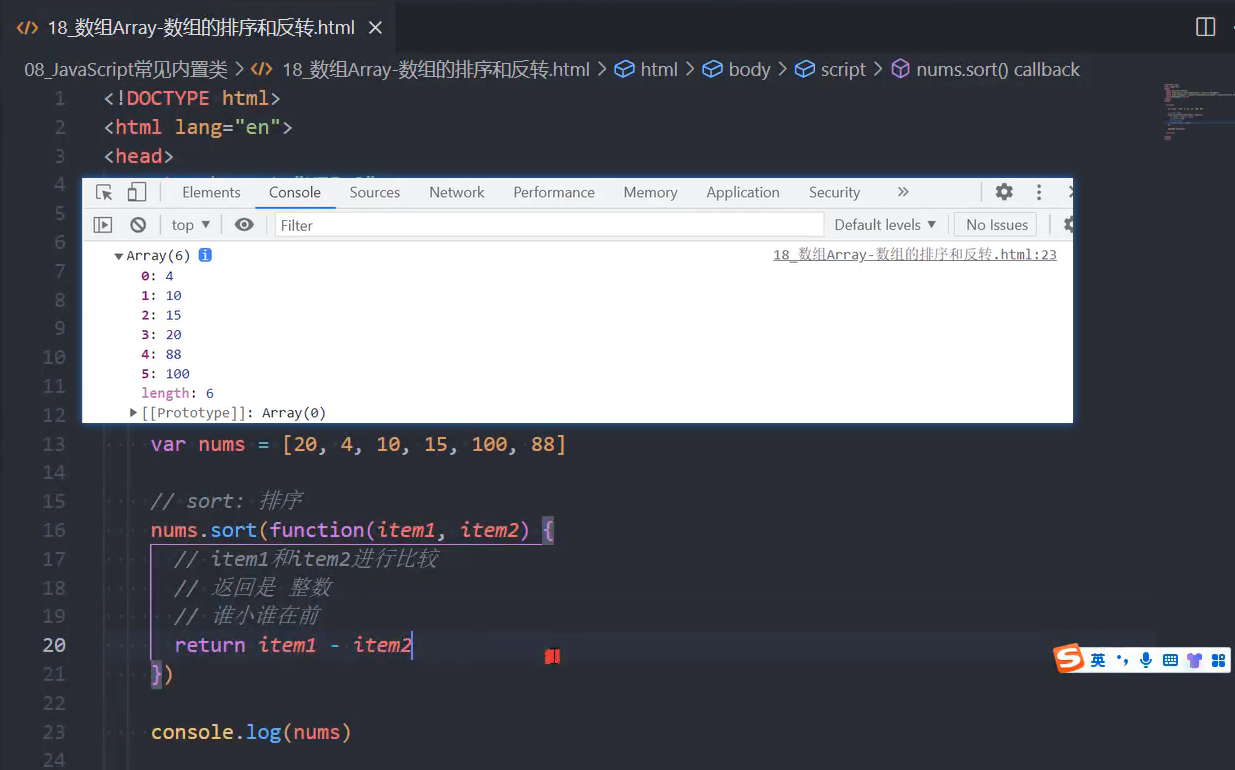 18_数组Array-数组的排序和反转.html
08_JavaScript常见内置类 > 18_数组Array-数组的排序和反转.html > html > body > script > nums.sort() callback
1 <!DOCTYPE html>
2 <html lang="en">
3 <head>
4
Elements Console Sources Network Performance Memory Application Security »
5
top ▼ Filter Default levels ▼ No Issues
6
▼Array(6) i 18_数组Array-数组的排序和反转.html:23
7
0: 4
8
1: 10
2: 15
9
3: 20
10
4: 88
5: 100
11
length: 6
12
▶[[Prototype]]: Array(0)
13 var nums = [20, 4, 10, 15, 100, 88]
14
15 // sort: 排序
16 nums.sort(function(item1, item2) {
17 // item1和item2进行比较
18 // 返回是 整数
19 // 谁小谁在前
20 return item1 - item2
21 })
22
23 console.log(nums)
24
S 英